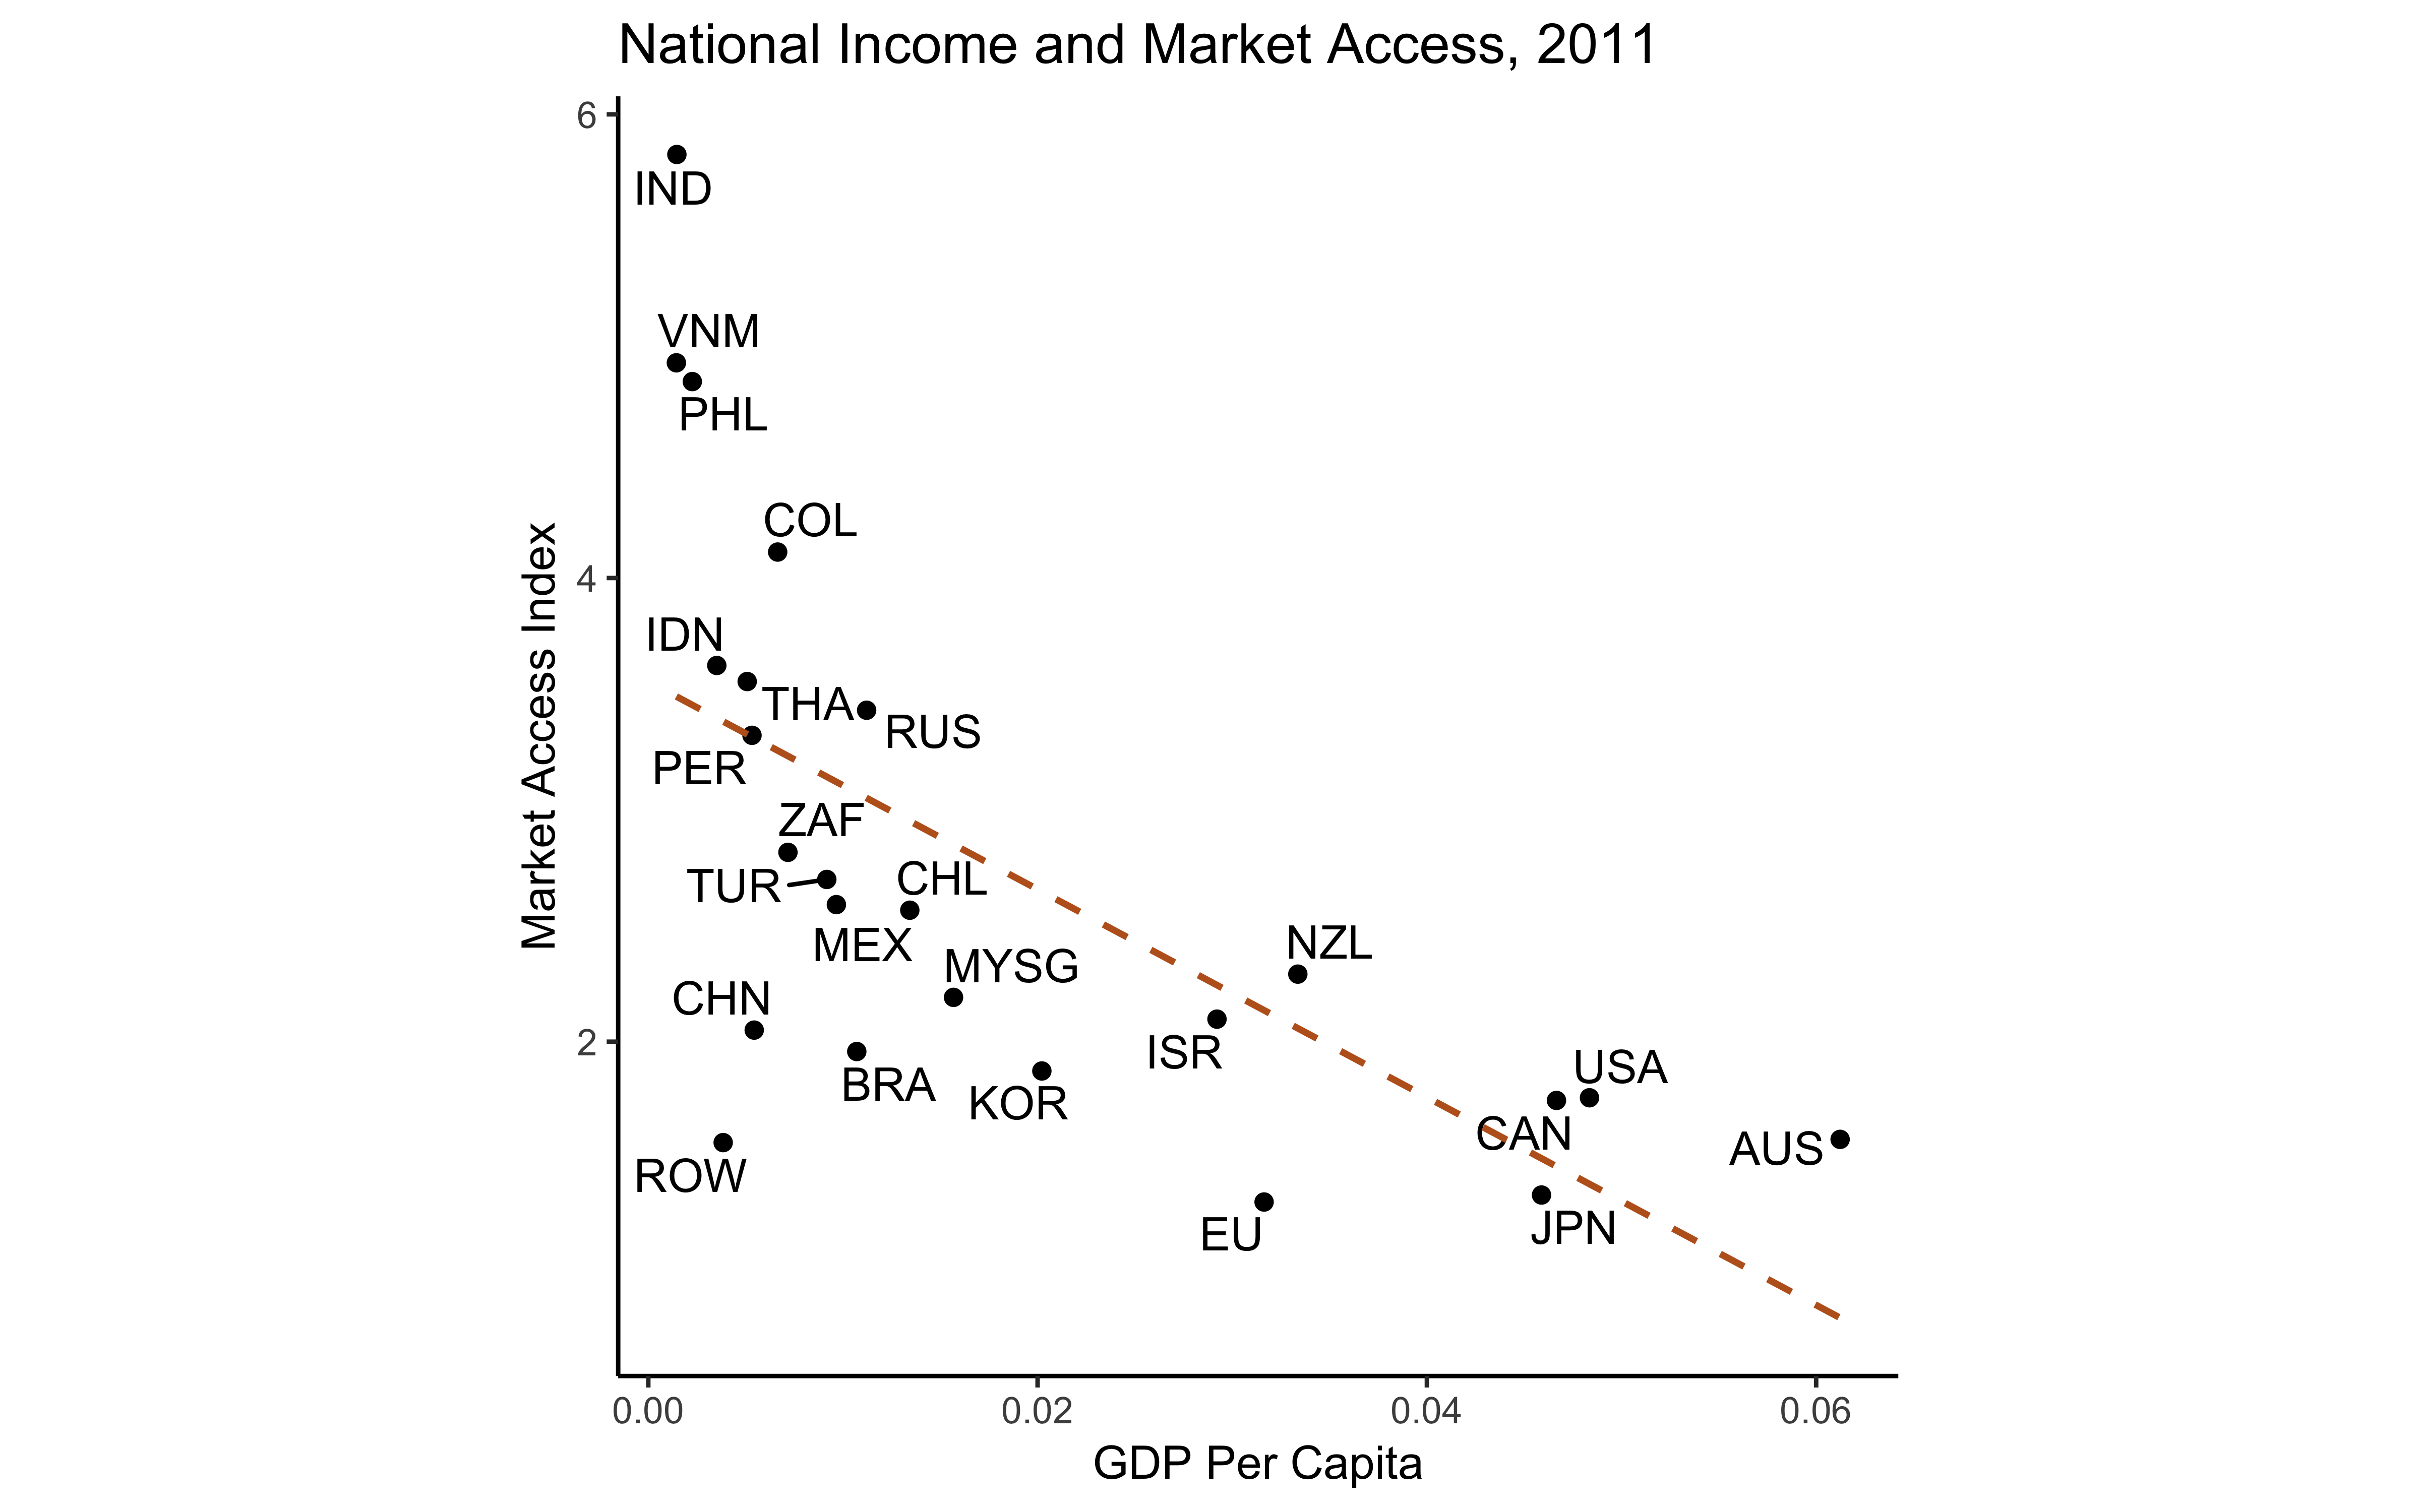 National Income and Market Access, 2011
6
IND
VNM
PHL
COL
4
IDN
THA
RUS
PER
ZAF
TUR
CHL
MEX
MYSG
NZL
CHN
ISR
2
BRA
KOR
USA
CAN
AUS
ROW
EU
JPN
Market Access Index
0.00 0.02 0.04 0.06
GDP Per Capita